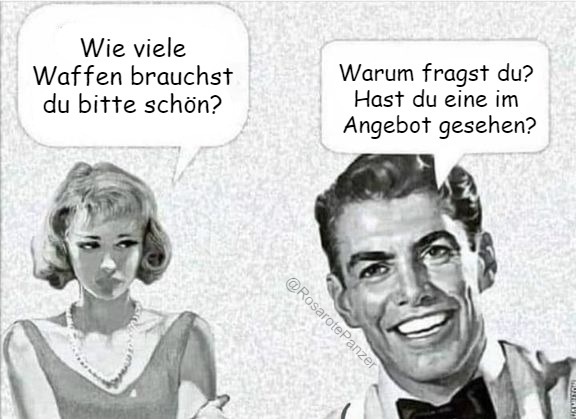 Wie viele
Waffen brauchst
du bitte schön?
Warum fragst du?
Hast du eine im
Angebot gesehen?
@RosarotePanzer